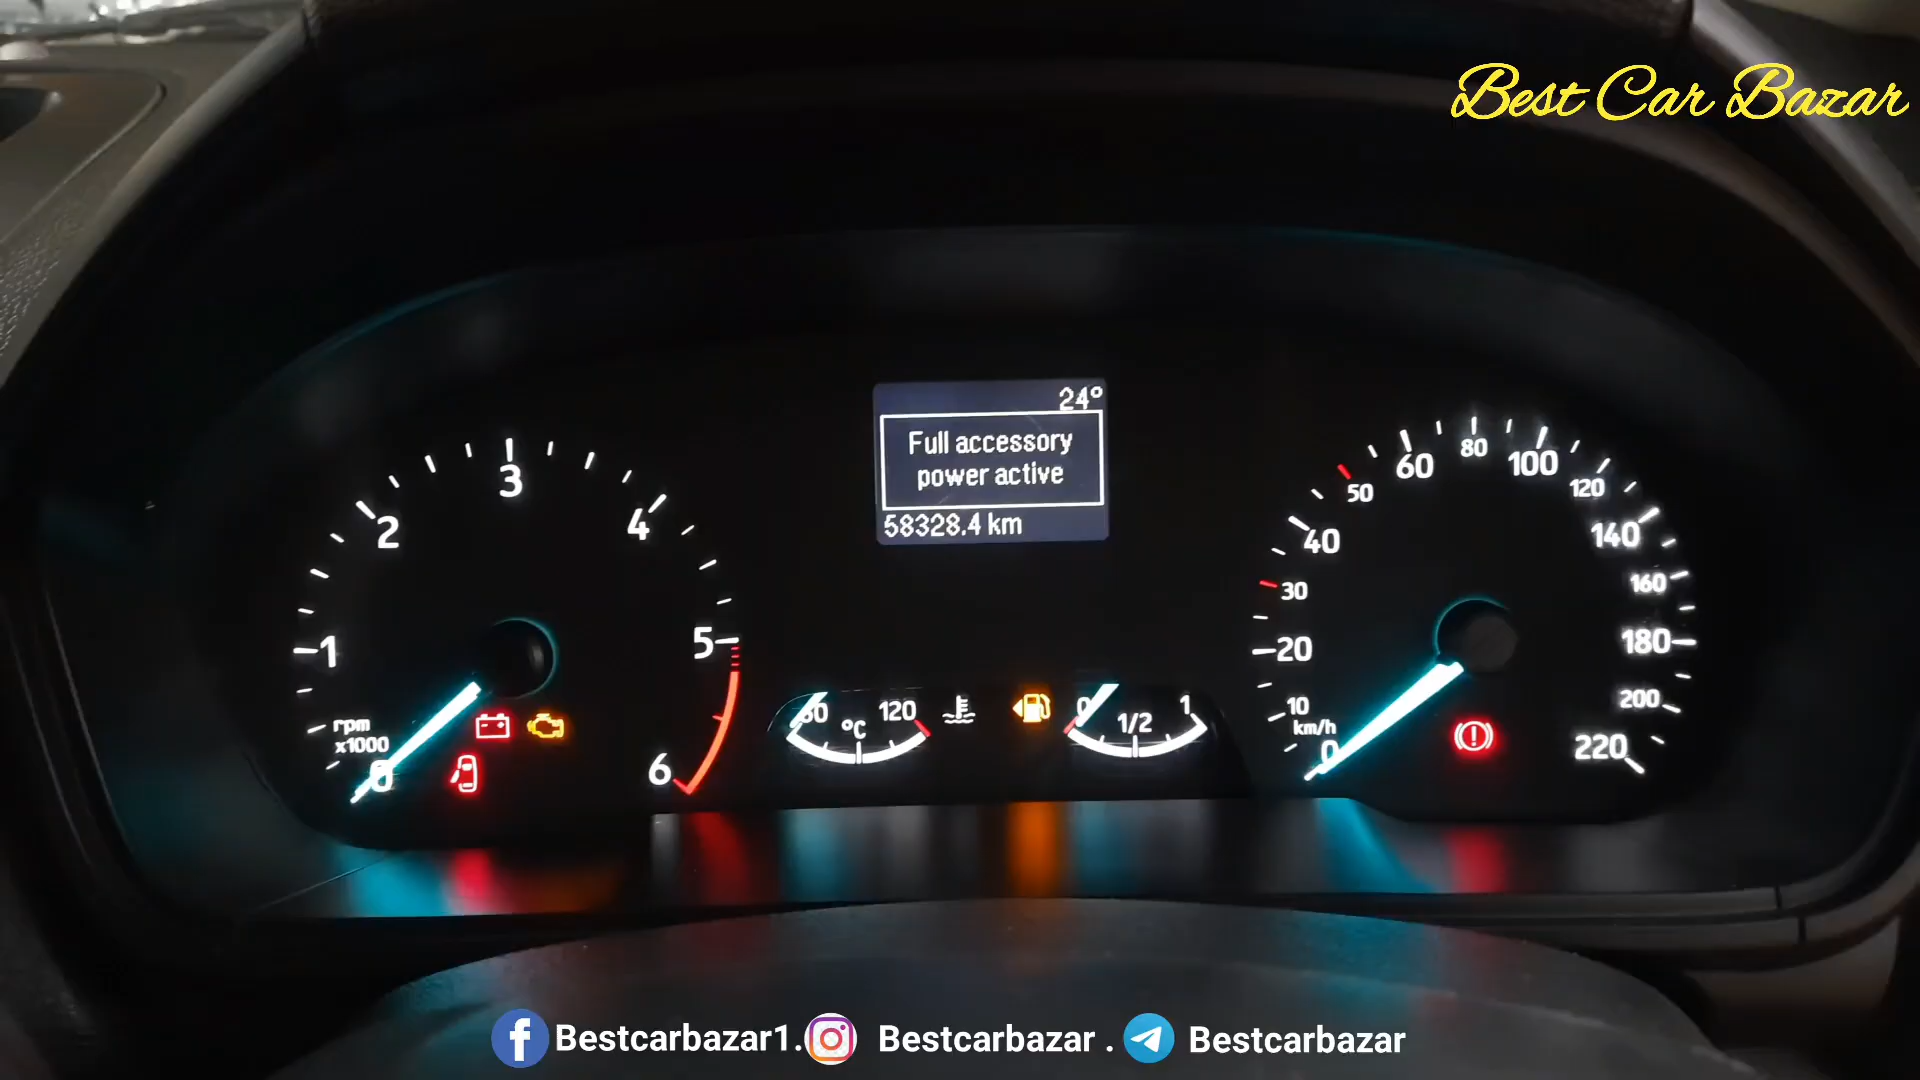 Best Car Bazar
24°
Full accessory
power active
58328.4 km
1
2
3
4
5
6
0
rpm
x1000
120
°C
0
1/2
1
0
10
20
30
40
50
60
80
100
120
140
160
180
200
220
km/h
Bestcarbazar1.
Bestcarbazar .
Bestcarbazar